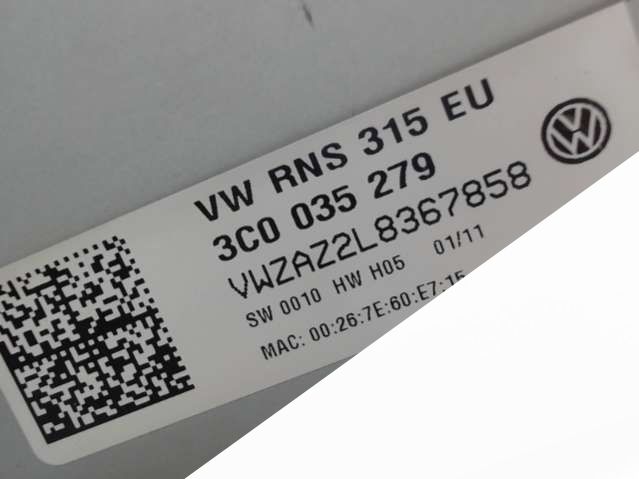 VW RNS 315 EU
3C0 035 279
VWZAZ2L8367858
SW 0010 HW H05 01/11
MAC: 00:26:7E:60:E7:15